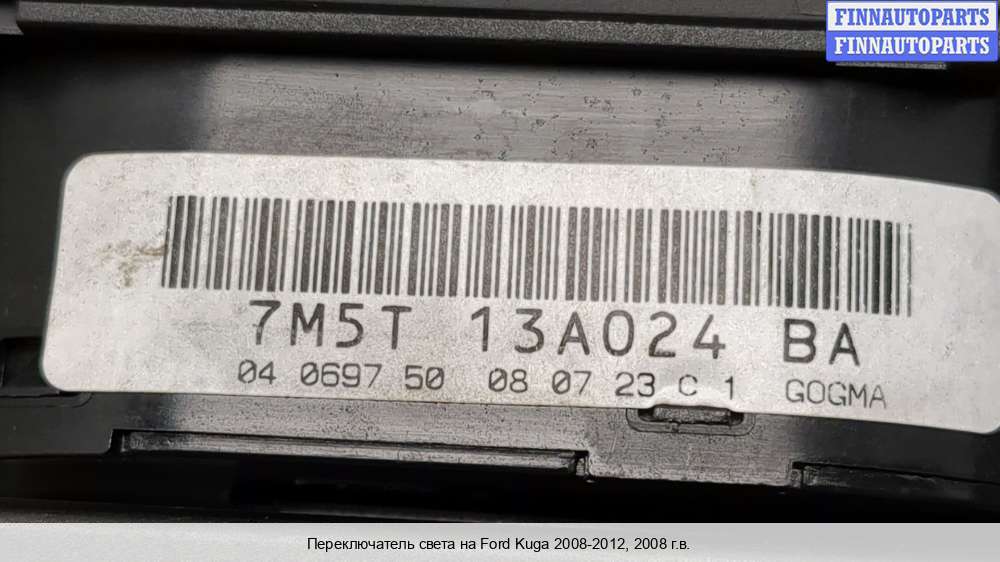 FINNAUTOPARTS
FINNAUTOPARTS
7M5T 13A024 BA
04 0697 50 08 07 23 C 1 GOGMA
Переключатель света на Ford Kuga 2008-2012, 2008 г.в.